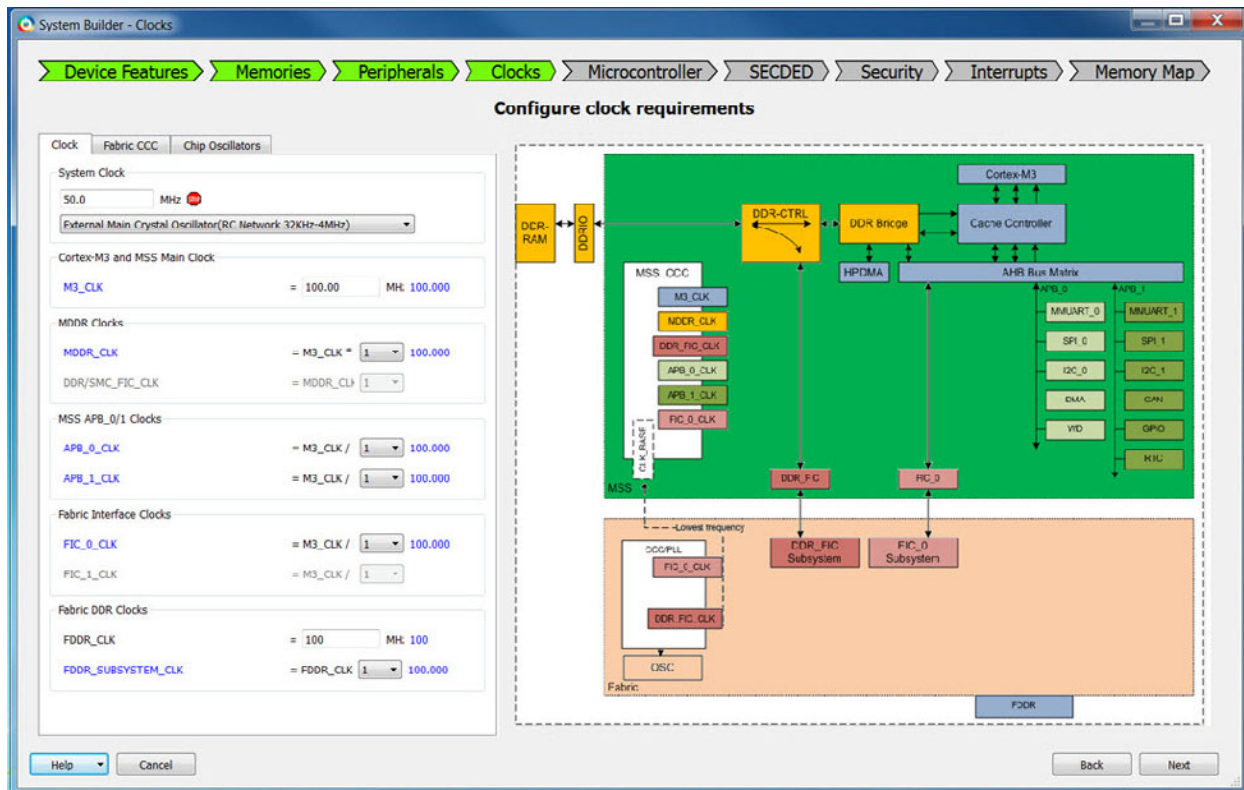 System Builder - Clocks
Device Features Memories Peripherals Clocks Microcontroller SECDED Security Interrupts Memory Map
Configure clock requirements
Clock Fabric CCC Chip Oscillators
System Clock
50.0 MHz
External Main Crystal Oscillator(RC Network 32KHz-4MHz)
Cortex-M3 and MSS Main Clock
M3_CLK = 100.00 MH: 100.000
MDDR Clocks
MDDR_CLK = M3_CLK * 1 100.000
DDR/SMC_FIC_CLK = MDDR_CLK 1
MSS APB_0/1 Clocks
APB_0_CLK = M3_CLK / 1 100.000
APB_1_CLK = M3_CLK / 1 100.000
Fabric Interface Clocks
FIC_0_CLK = M3_CLK / 1 100.000
FIC_1_CLK = M3_CLK / 1
Fabric DDR Clocks
FDDR_CLK = 100 MH: 100
FDDR_SUBSYSTEM_CLK = FDDR_CLK 1 100.000
Cortex-M3
DDR-RAM
DDRIO
DDR-CTRL
DDR Bridge
Cache Controller
HPDMA
AHB Bus Matrix
MSS_CCC
M3_CLK
MDDR_CLK
DDR_FIC_CLK
APB_0_CLK
APB_1_CLK
FIC_0_CLK
CLK_BASE
APB_0 APB_1
MMUART_0 MMUART_1
SPI_0 SPI_1
I2C_0 I2C_1
DMA CAN
WD GPIO
RTC
MSS
DDR_FIC FIC_0
Lowest frequency
CCC/PLL
FIC_0_CLK
DDR_FIC_CLK
OSC
DDR_FIC Subsystem
FIC_0 Subsystem
Fabric
FDDR
Help Cancel Back Next